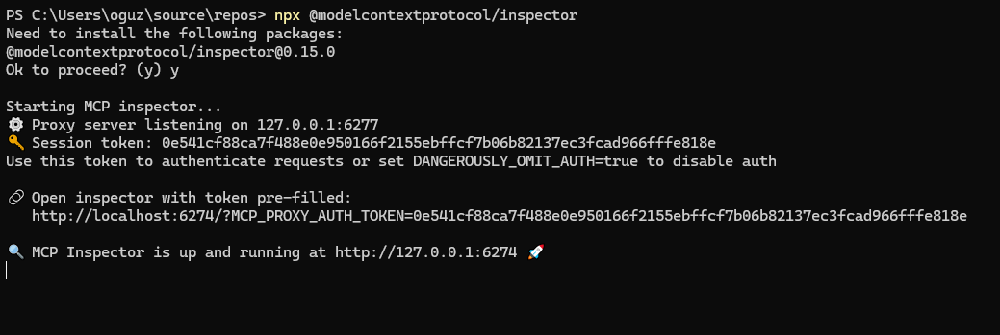 PS C:\Users\oguz\source\repos> npx @modelcontextprotocol/inspector
Need to install the following packages:
@modelcontextprotocol/inspector@0.15.0
Ok to proceed? (y) y
Starting MCP inspector...
⚙️ Proxy server listening on 127.0.0.1:6277
🔑 Session token: 0e541cf88ca7f488e0e950166f2155ebffcf7b06b82137ec3fcad966fffe818e
Use this token to authenticate requests or set DANGEROUSLY_OMIT_AUTH=true to disable auth
🔗 Open inspector with token pre-filled:
http://localhost:6274/?MCP_PROXY_AUTH_TOKEN=0e541cf88ca7f488e0e950166f2155ebffcf7b06b82137ec3fcad966fffe818e
🔍 MCP Inspector is up and running at http://127.0.0.1:6274 🚀